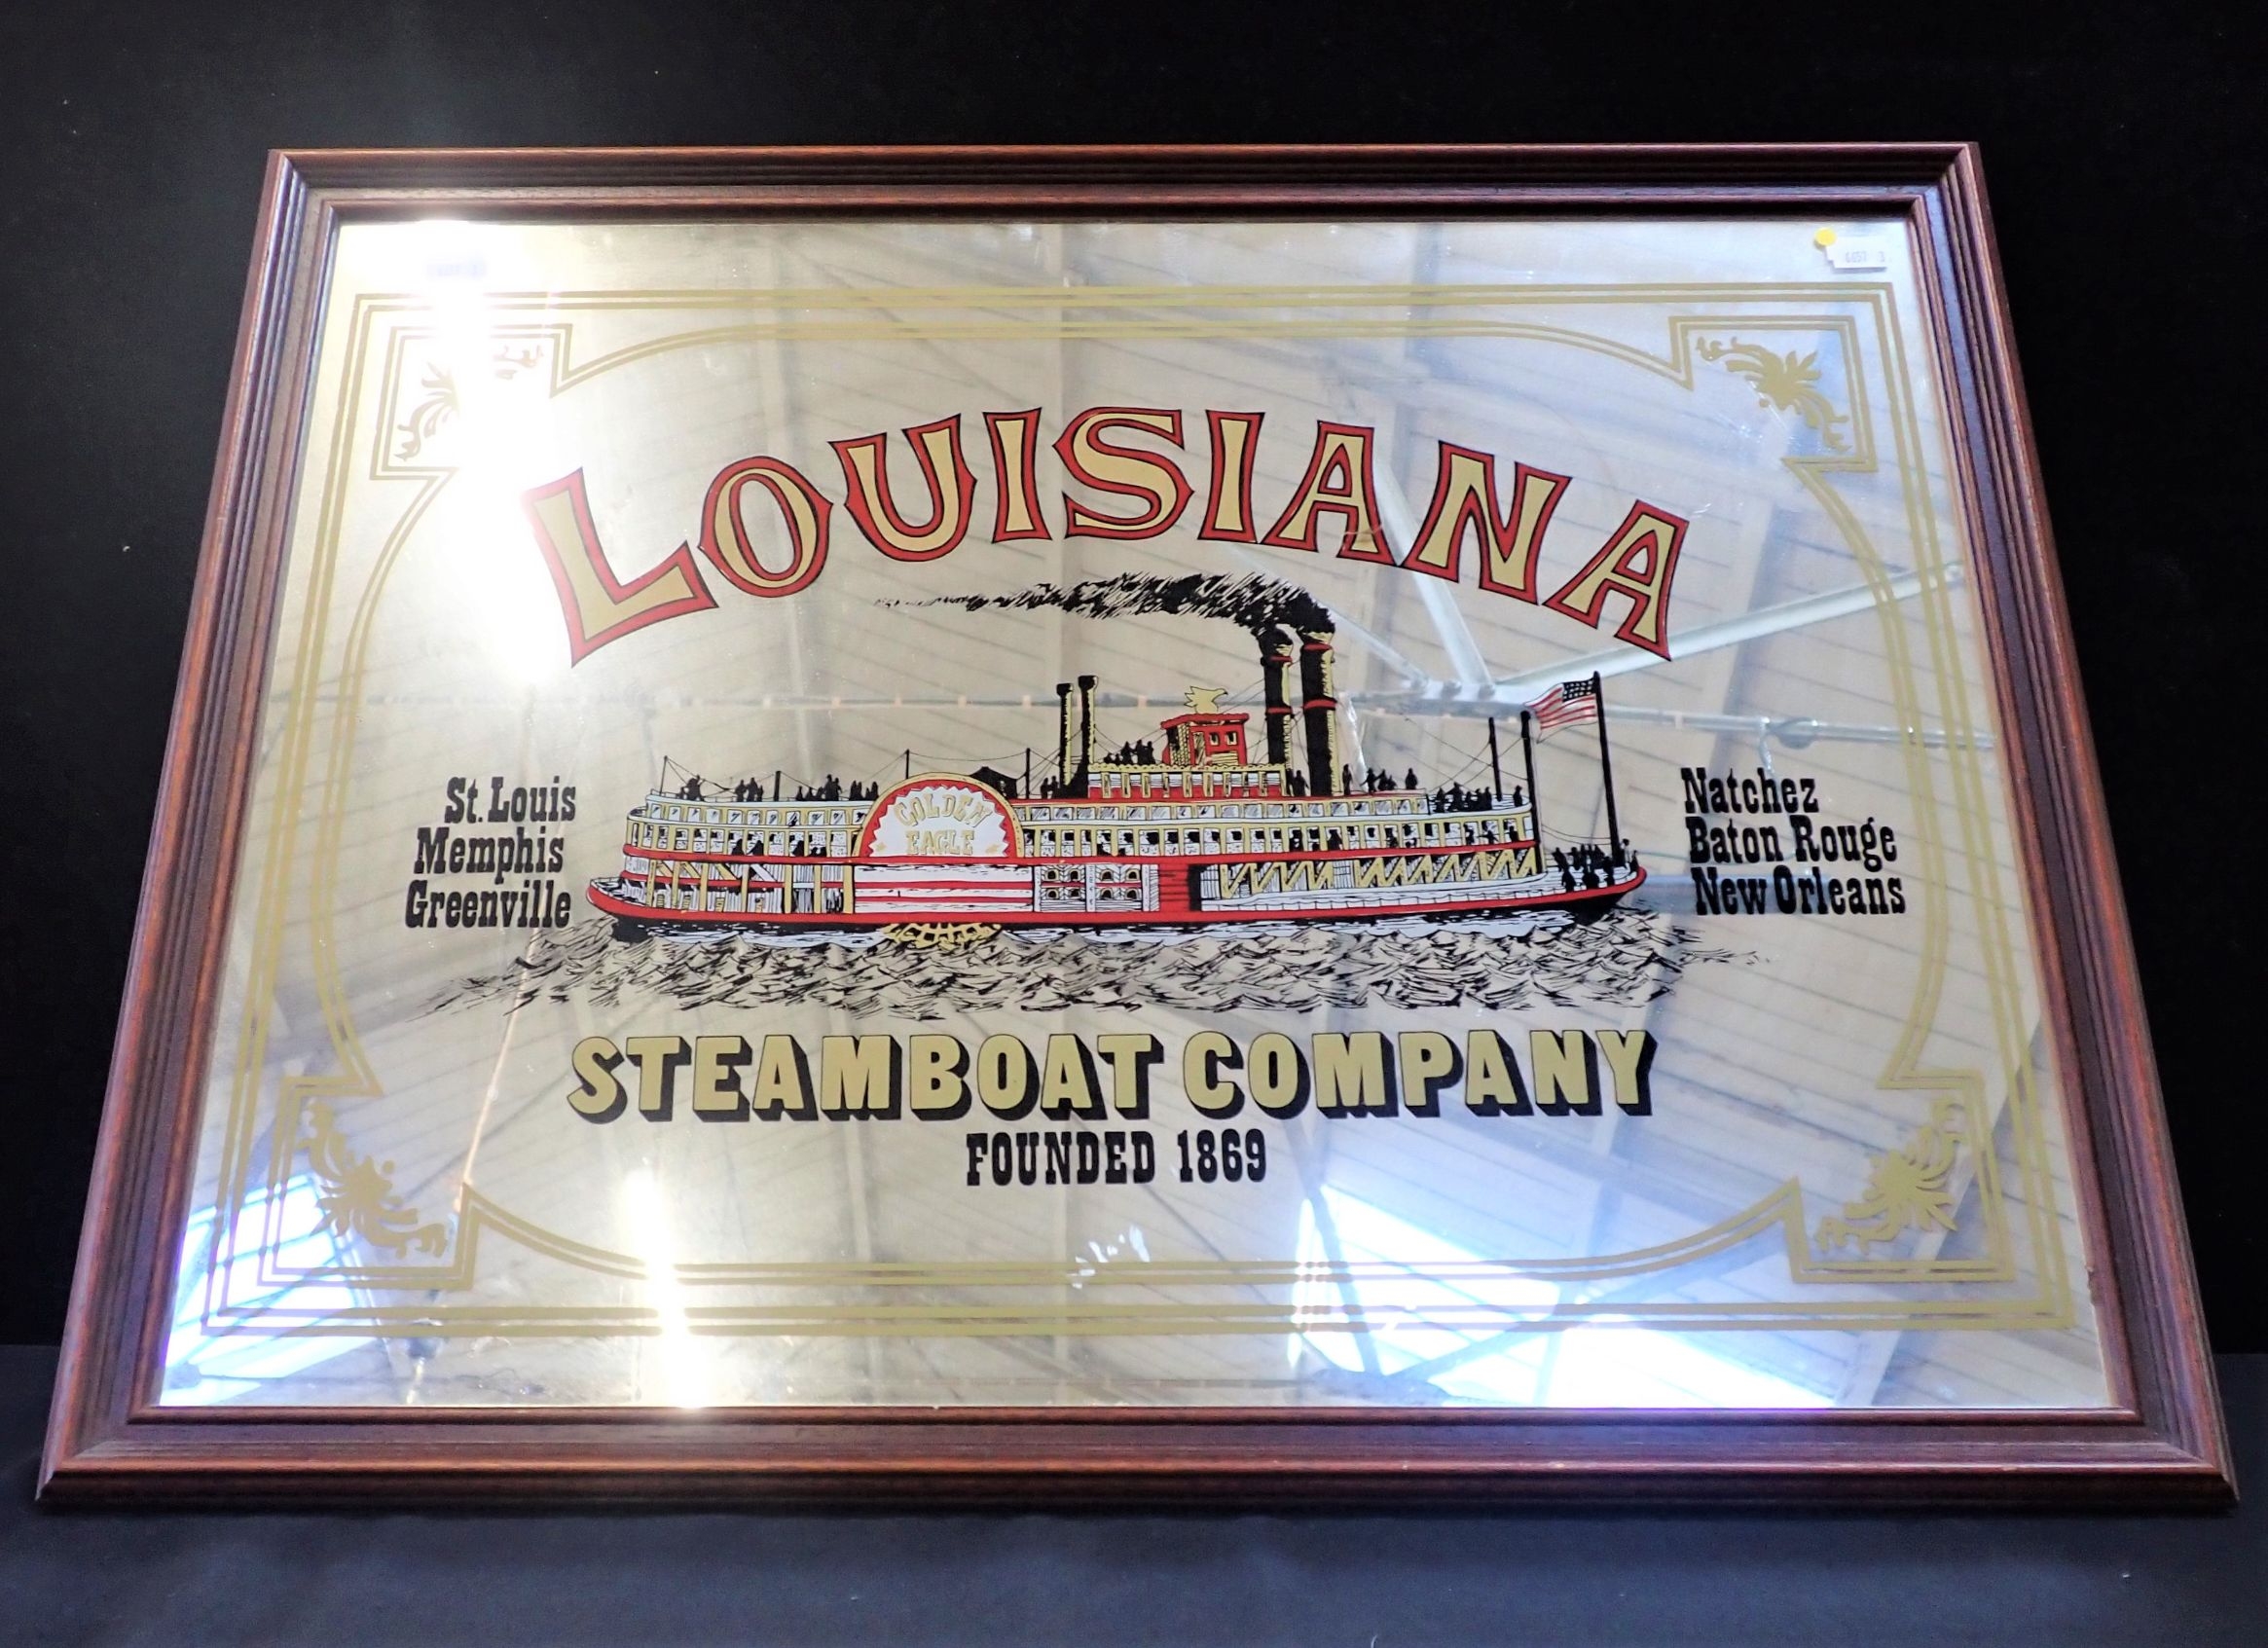 LOUISIANA
GOLDEN
EAGLE
St. Louis
Memphis
Greenville
Natchez
Baton Rouge
New Orleans
STEAMBOAT COMPANY
FOUNDED 1869